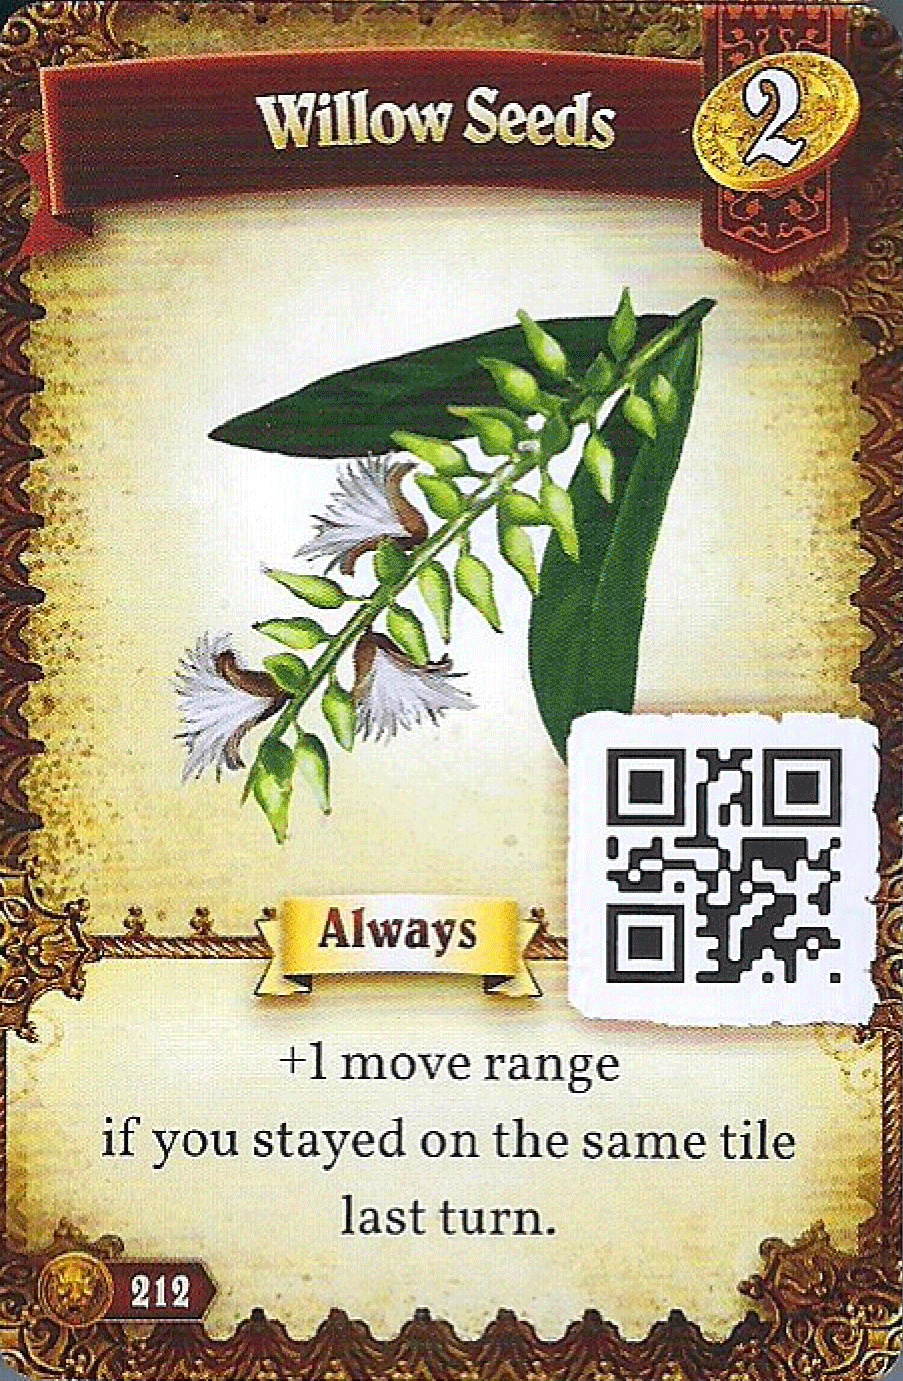 Willow Seeds
2
Always
+1 move range
if you stayed on the same tile
last turn.
212